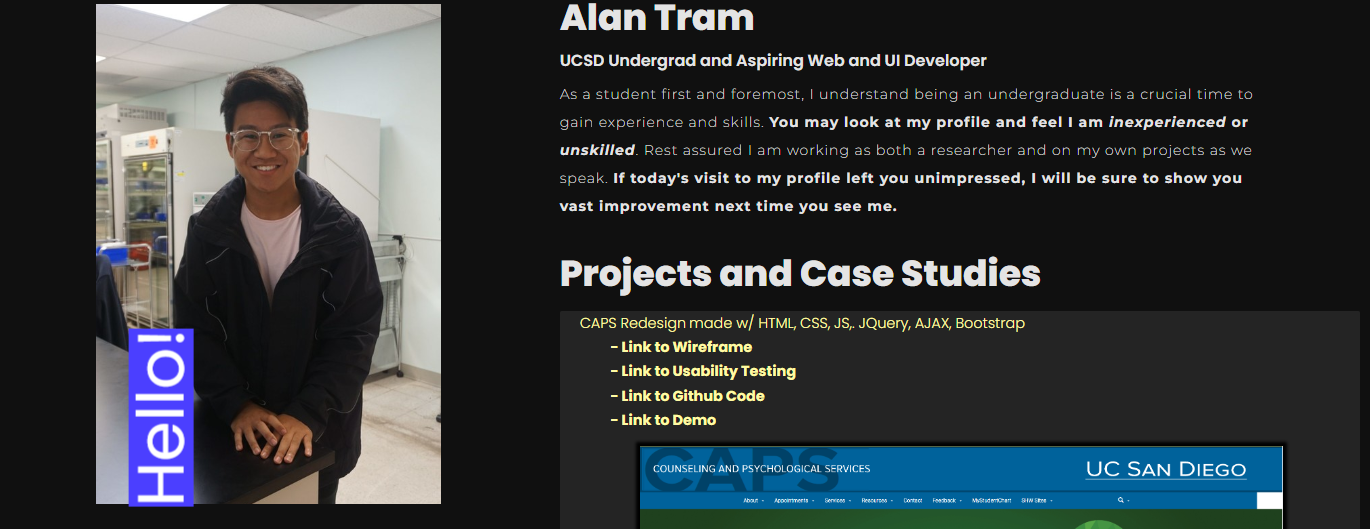 Hello!
Alan Tram
UCSD Undergrad and Aspiring Web and UI Developer
As a student first and foremost, I understand being an undergraduate is a crucial time to
gain experience and skills. You may look at my profile and feel I am inexperienced or
unskilled. Rest assured I am working as both a researcher and on my own projects as we
speak. If today's visit to my profile left you unimpressed, I will be sure to show you
vast improvement next time you see me.
Projects and Case Studies
CAPS Redesign made w/ HTML, CSS, JS,. JQuery, AJAX, Bootstrap
- Link to Wireframe
- Link to Usability Testing
- Link to Github Code
- Link to Demo
CAPS
COUNSELING AND PSYCHOLOGICAL SERVICES
UC SAN DIEGO
About Appointments Services Resources Contact Feedback MyStudentChart SHW Sites